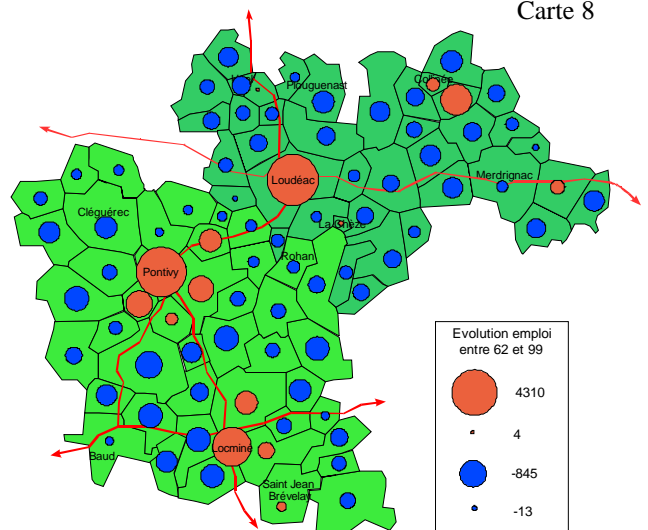 Carte 8
Plouguenast
Collinée
Loudéac
Merdrignac
Cléguérec
La Chèze
Rohan
Pontivy
Locminé
Baud
Saint Jean
Brévelay
Evolution emploi
entre 62 et 99
4310
4
-845
-13